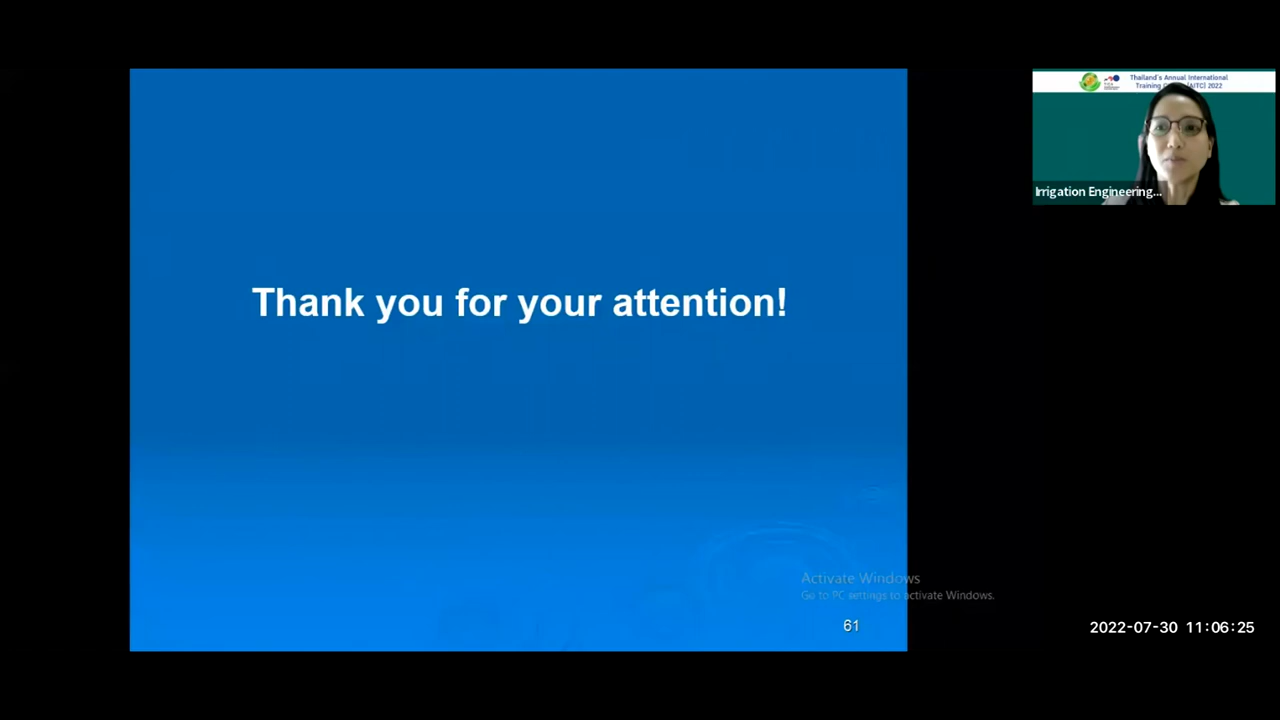 Thank you for your attention!
Activate Windows
Go to PC settings to activate Windows.
61
Thailand's Annual International
Training
2022
Irrigation Engineering...
2022-07-30 11:06:25